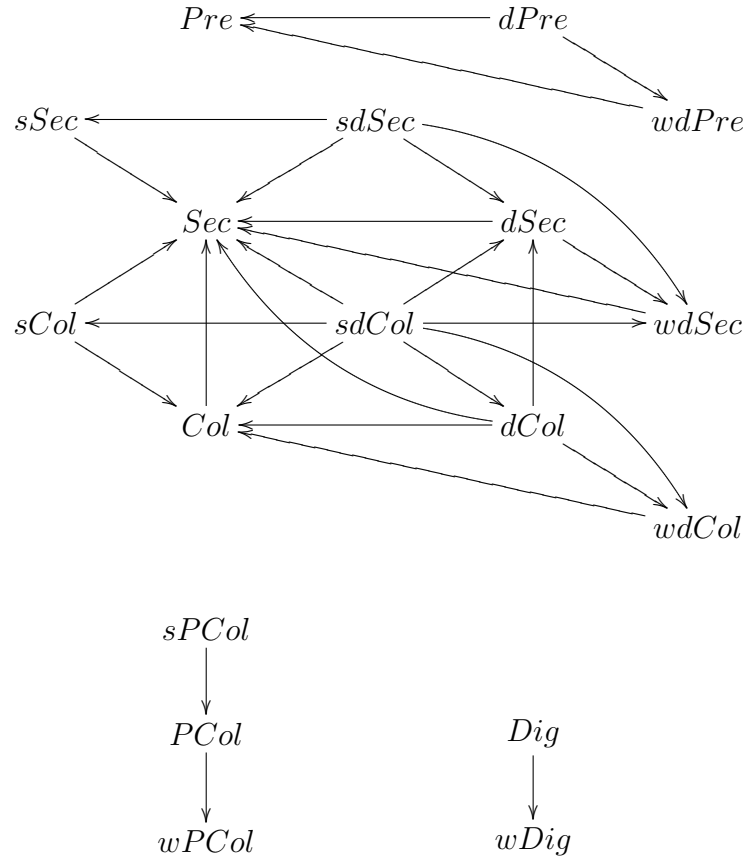 Pre dPre
wdPre
sSec sdSec
Sec dSec
sCol sdCol wdSec
Col dCol
wdCol
sPCol
PCol Dig
wPCol wDig